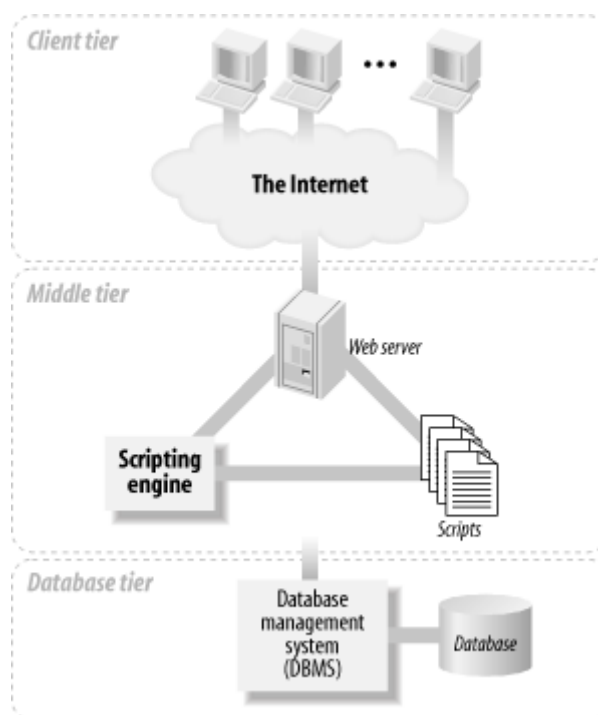 Client tier
•••
The Internet
Middle tier
Web server
Scripting
engine
Scripts
Database tier
Database
management
system
(DBMS)
Database